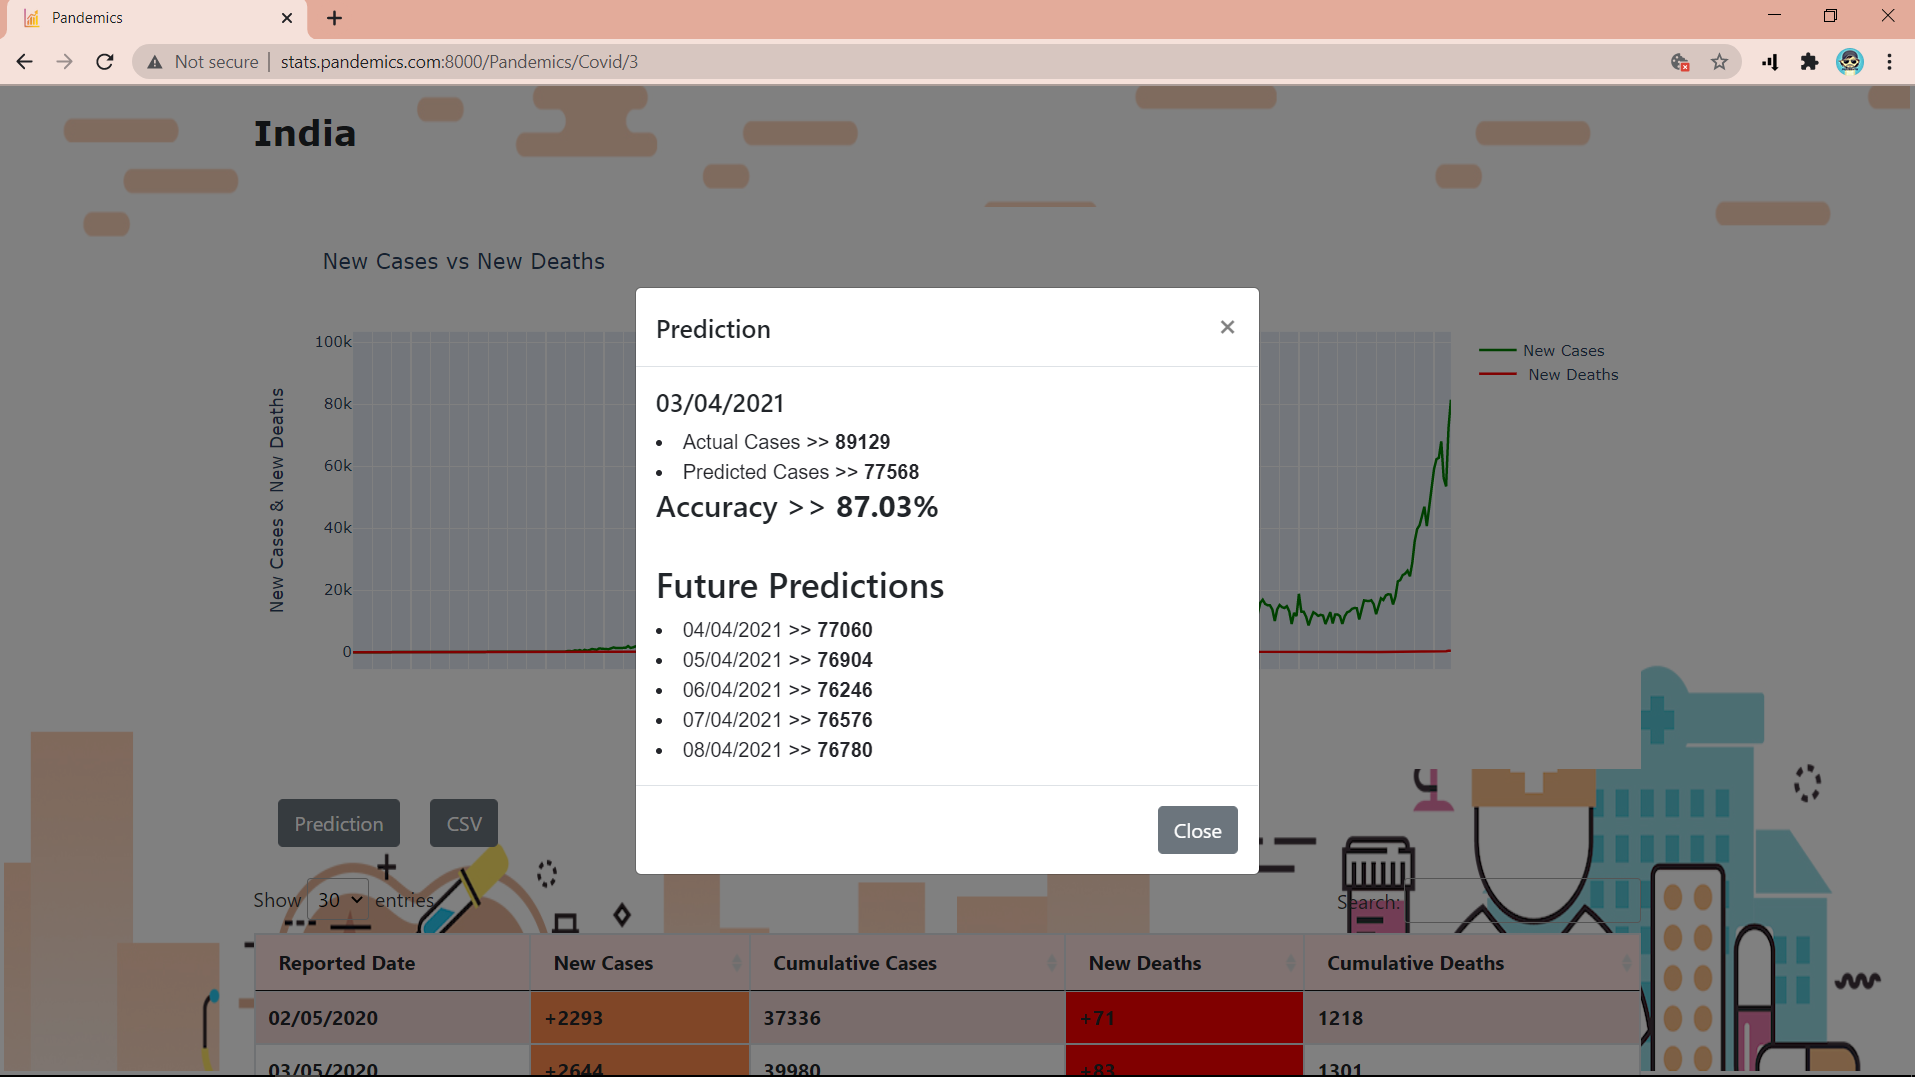 Pandemics
Not secure | stats.pandemics.com:8000/Pandemics/Covid/3
India
New Cases vs New Deaths
100k
80k
60k
40k
20k
0
New Cases & New Deaths
New Cases
New Deaths
Prediction ×
03/04/2021
• Actual Cases >> 89129
• Predicted Cases >> 77568
Accuracy >> 87.03%
Future Predictions
• 04/04/2021 >> 77060
• 05/04/2021 >> 76904
• 06/04/2021 >> 76246
• 07/04/2021 >> 76576
• 08/04/2021 >> 76780
Close
Prediction CSV
Show 30 entries Search:
Reported Date New Cases Cumulative Cases New Deaths Cumulative Deaths
02/05/2020 +2293 37336 +71 1218
03/05/2020 +2644 39980 +83 1301